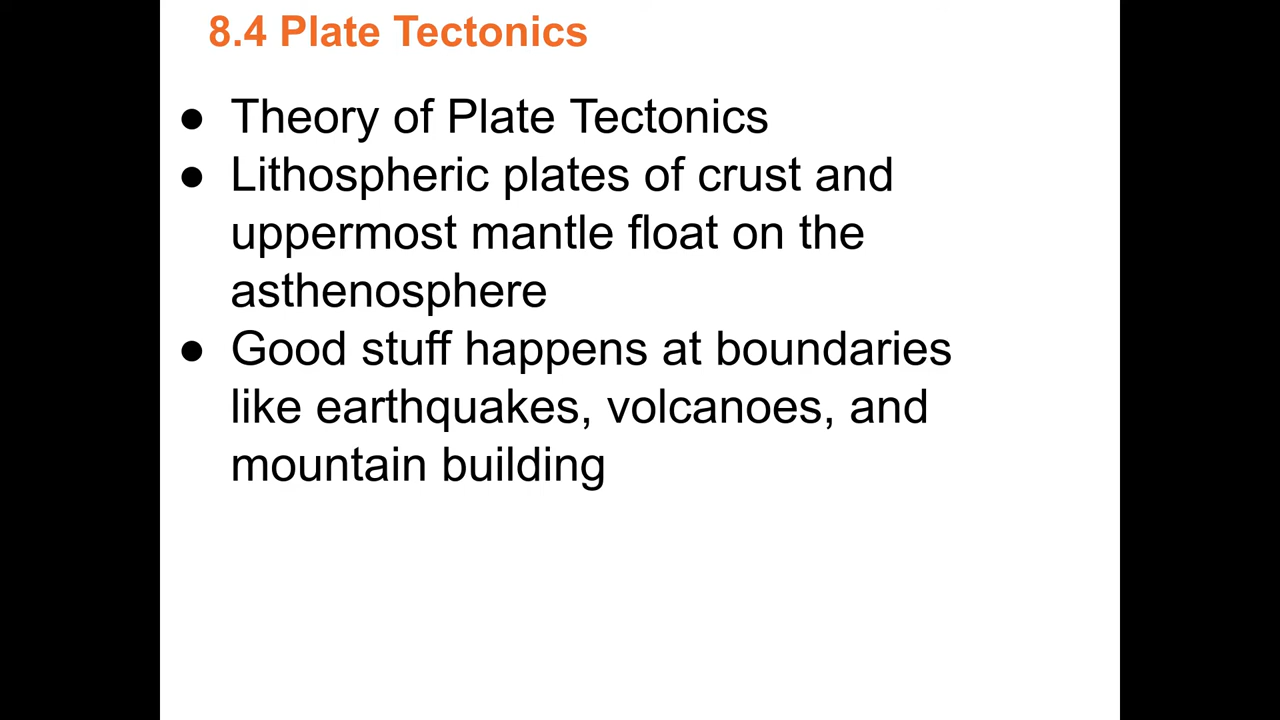 8.4 Plate Tectonics
● Theory of Plate Tectonics
● Lithospheric plates of crust and
uppermost mantle float on the
asthenosphere
● Good stuff happens at boundaries
like earthquakes, volcanoes, and
mountain building